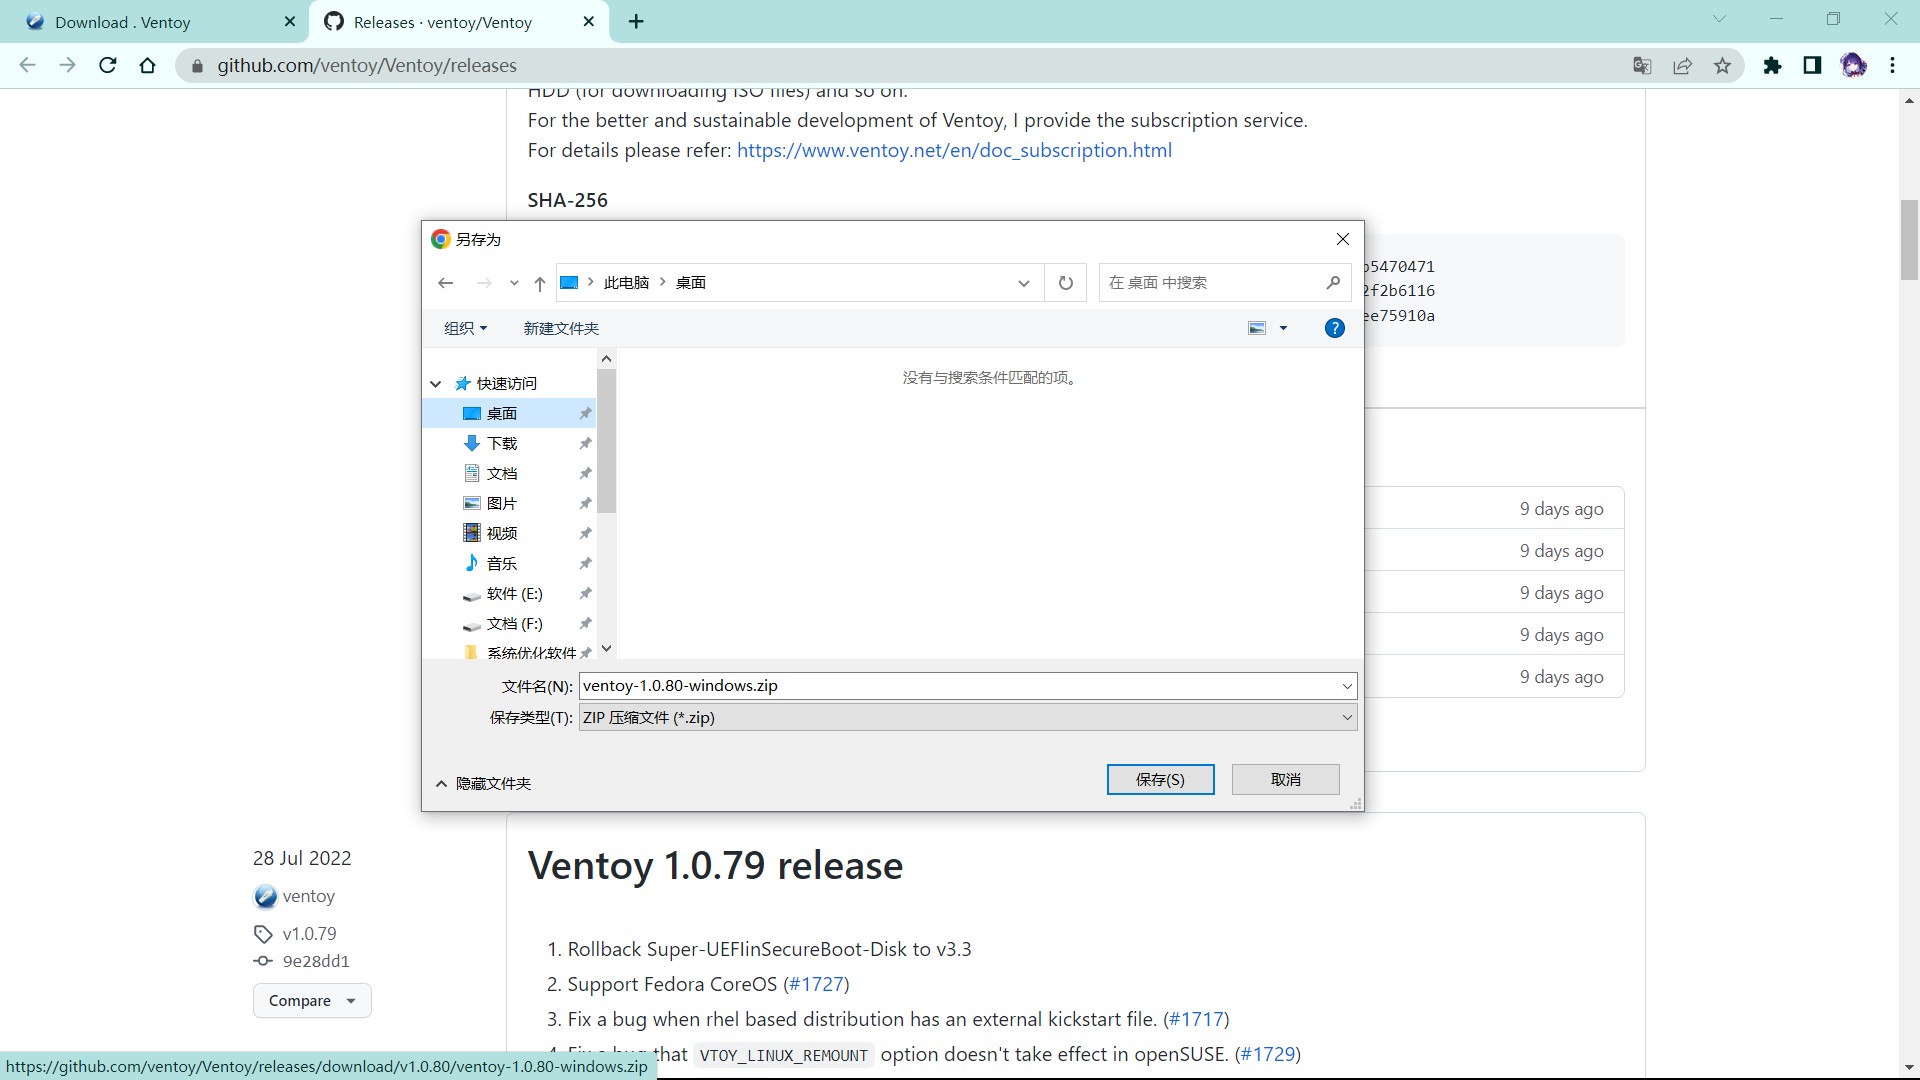 Download . Ventoy
Releases · ventoy/Ventoy
github.com/ventoy/Ventoy/releases
HDD (for downloading ISO files) and so on.
For the better and sustainable development of Ventoy, I provide the subscription service.
For details please refer: https://www.ventoy.net/en/doc_subscription.html
SHA-256
另存为
此电脑 桌面
在 桌面 中搜索
组织 新建文件夹
没有与搜索条件匹配的项。
快速访问
桌面
下载
文档
图片
视频
音乐
软件 (E:)
文档 (F:)
系统优化软件
文件名(N): ventoy-1.0.80-windows.zip
保存类型(T): ZIP 压缩文件 (*.zip)
隐藏文件夹
保存(S) 取消
5470471
2f2b6116
ee75910a
9 days ago
9 days ago
9 days ago
9 days ago
9 days ago
28 Jul 2022
ventoy
v1.0.79
9e28dd1
Compare
Ventoy 1.0.79 release
1. Rollback Super-UEFIinSecureBoot-Disk to v3.3
2. Support Fedora CoreOS (#1727)
3. Fix a bug when rhel based distribution has an external kickstart file. (#1717)
4. Fix a bug that VTOY_LINUX_REMOUNT option doesn't take effect in openSUSE. (#1729)
https://github.com/ventoy/Ventoy/releases/download/v1.0.80/ventoy-1.0.80-windows.zip